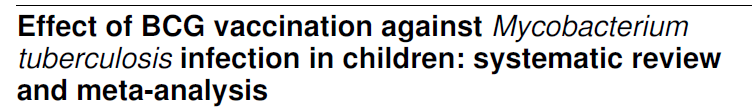 Effect of BCG vaccination against Mycobacterium
tuberculosis infection in children: systematic review
and meta-analysis